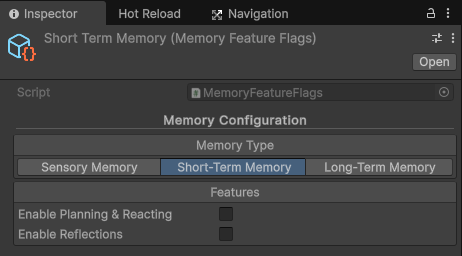 Inspector
Hot Reload
Navigation
Short Term Memory (Memory Feature Flags)
Open
Script
MemoryFeatureFlags
Memory Configuration
Memory Type
Sensory Memory
Short-Term Memory
Long-Term Memory
Features
Enable Planning & Reacting
Enable Reflections